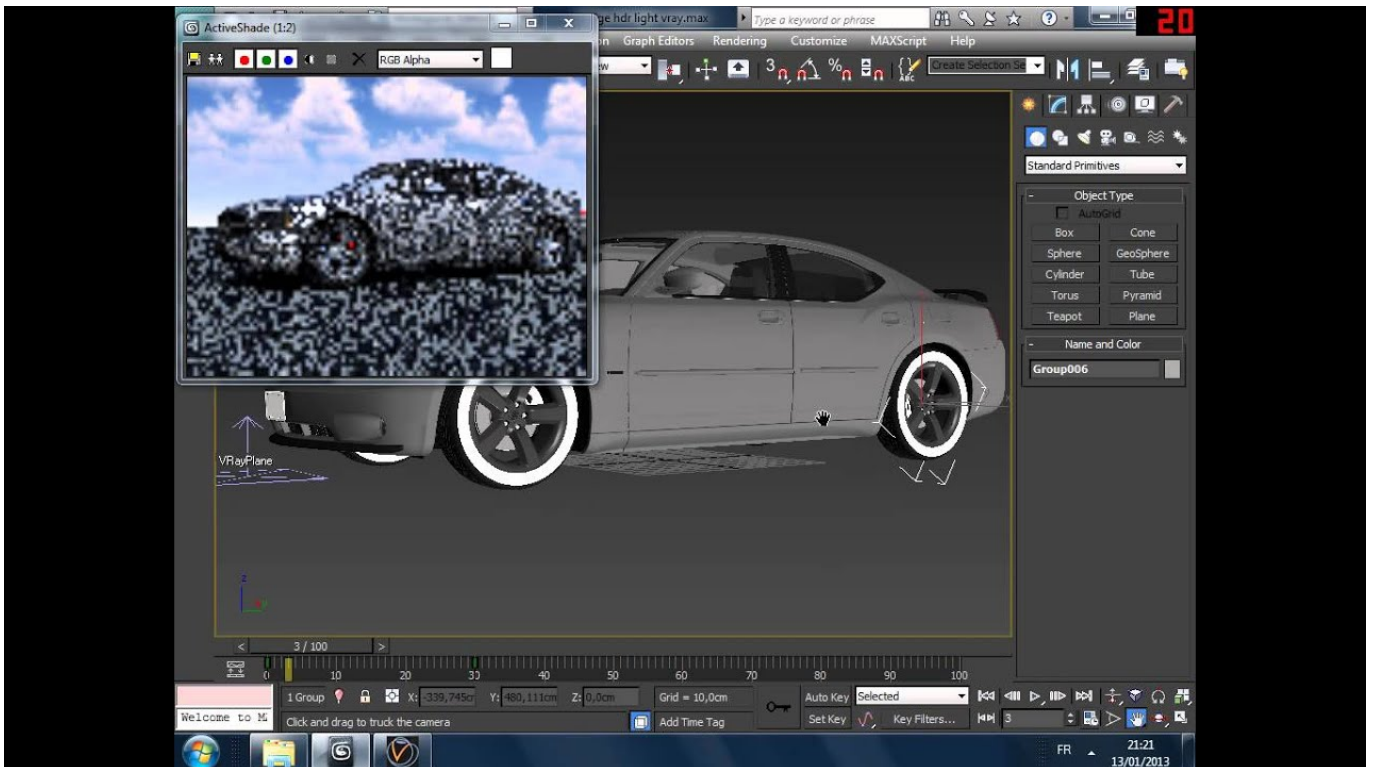 ActiveShade (1:2)
ge hdr light vray.max
Type a keyword or phrase
20
Graph Editors Rendering Customize MAXScript Help
RGB Alpha
3
%
ABC
Create Selection Se
Standard Primitives
- Object Type
AutoGrid
Box Cone
Sphere GeoSphere
Cylinder Tube
Torus Pyramid
Teapot Plane
- Name and Color
Group006
VRayPlane
z
< 3 / 100 >
0 10 20 30 40 50 60 70 80 90 100
1 Group X: -339,745cm Y: 480,111cm Z: 0,0cm Grid = 10,0cm Auto Key Selected
Welcome to M Click and drag to truck the camera Add Time Tag Set Key Key Filters... 3
FR 21:21
13/01/2013